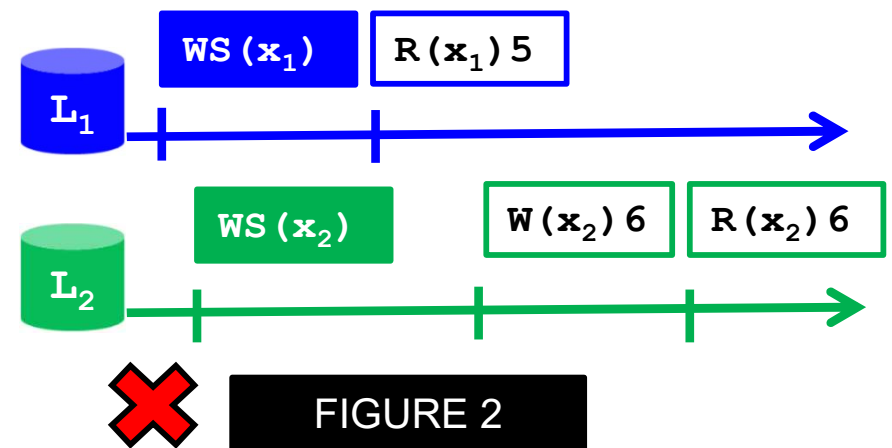 WS(x₁) R(x₁)5
L₁
WS(x₂) W(x₂)6 R(x₂)6
L₂
FIGURE 2